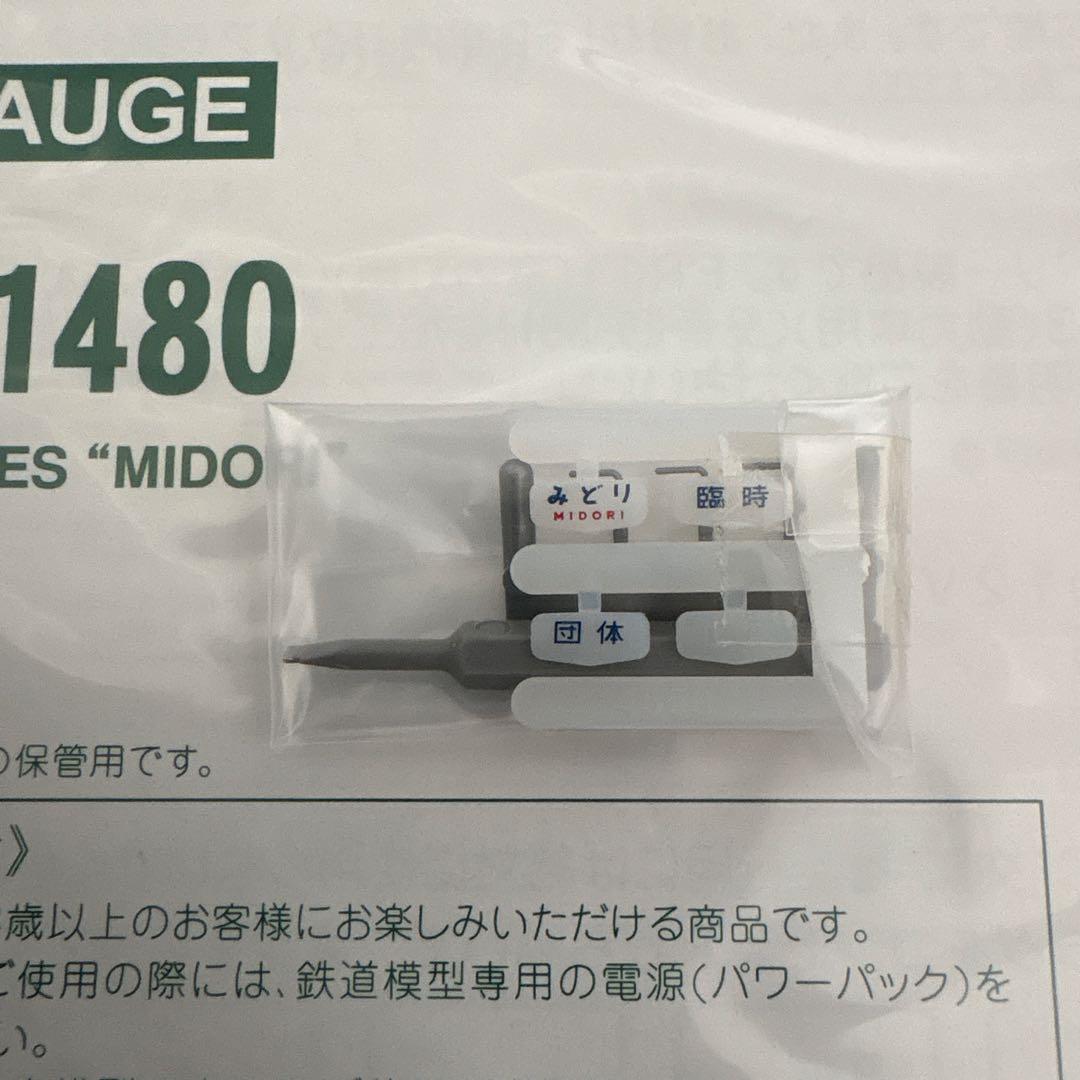 AUGE
1480
ES “MIDO
みどり
MIDORI
臨時
団体
の保管用です。
》
歳以上のお客様にお楽しみいただける商品です。
ご使用の際には、鉄道模型専用の電源(パワーパック)を
い。